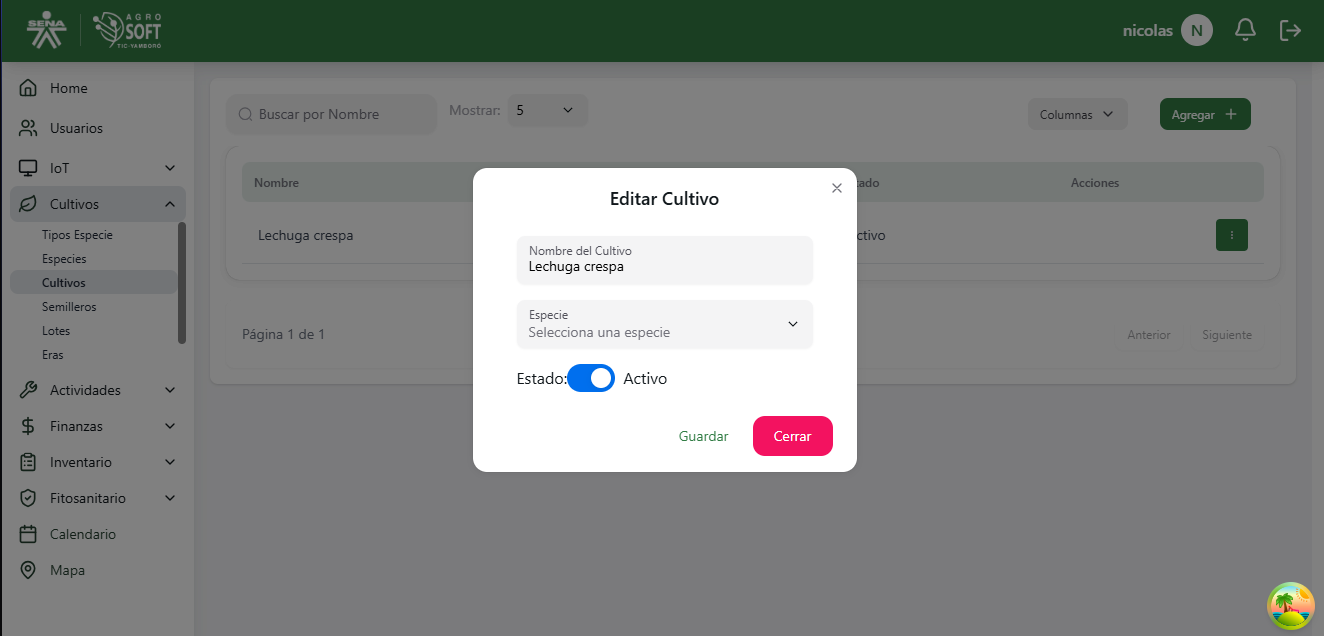 SENA
AGRO
SOFT
TIC-YAMBORO
nicolas
N
Home
Usuarios
IoT
Cultivos
Tipos Especie
Especies
Cultivos
Semilleros
Lotes
Eras
Actividades
Finanzas
Inventario
Fitosanitario
Calendario
Mapa
Buscar por Nombre
Mostrar:
5
Columnas
Agregar +
Nombre
tado
Acciones
Lechuga crespa
ctivo
Página 1 de 1
Anterior
Siguiente
Editar Cultivo
Nombre del Cultivo
Lechuga crespa
Especie
Selecciona una especie
Estado: Activo
Guardar
Cerrar